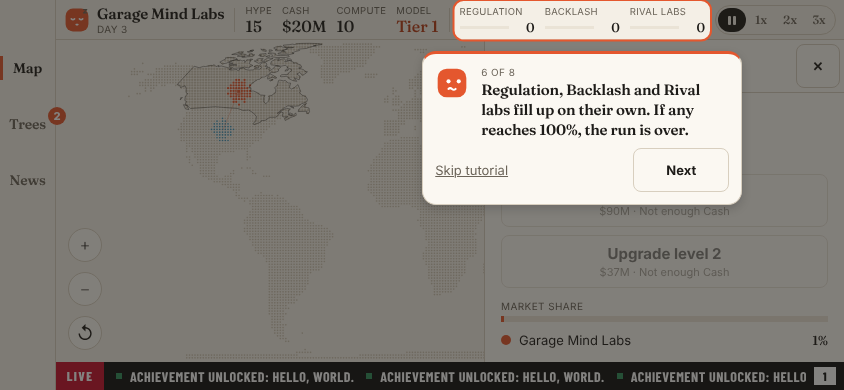 Garage Mind Labs
DAY 3
HYPE
15
CASH
$20M
COMPUTE
10
MODEL
Tier 1
REGULATION
0
BACKLASH
0
RIVAL LABS
0
1x
2x
3x
Map
Trees
2
News
6 OF 8
Regulation, Backlash and Rival
labs fill up on their own. If any
reaches 100%, the run is over.
Skip tutorial
Next
$90M · Not enough Cash
Upgrade level 2
$37M · Not enough Cash
MARKET SHARE
Garage Mind Labs
1%
LIVE
ACHIEVEMENT UNLOCKED: HELLO, WORLD.
ACHIEVEMENT UNLOCKED: HELLO, WORLD.
ACHIEVEMENT UNLOCKED: HELLO
1